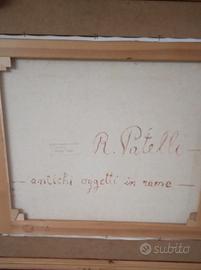 R. Patelli
— antichi oggetti in rame —
subito